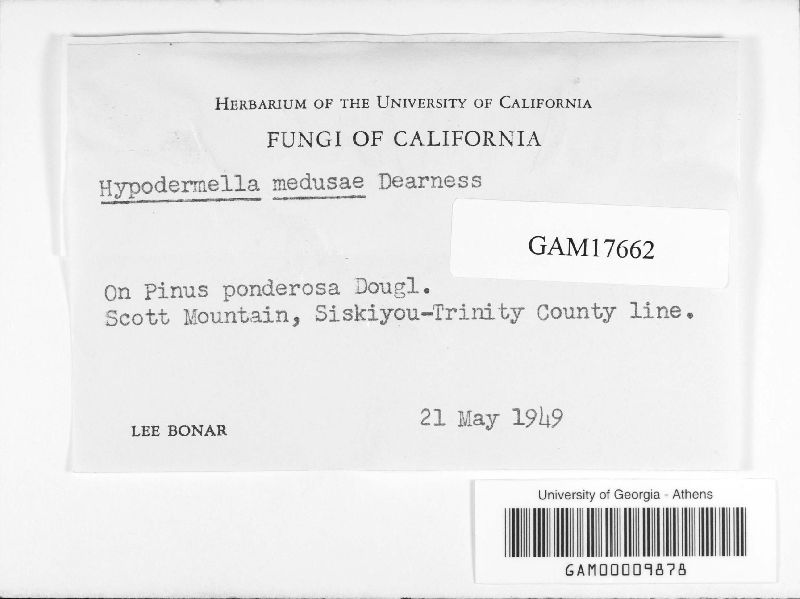 HERBARIUM OF THE UNIVERSITY OF CALIFORNIA
FUNGI OF CALIFORNIA
Hypodermella medusae Dearness
GAM17662
On Pinus ponderosa Dougl.
Scott Mountain, Siskiyou-Trinity County line.
21 May 1949
LEE BONAR
University of Georgia - Athens
GAM00009878